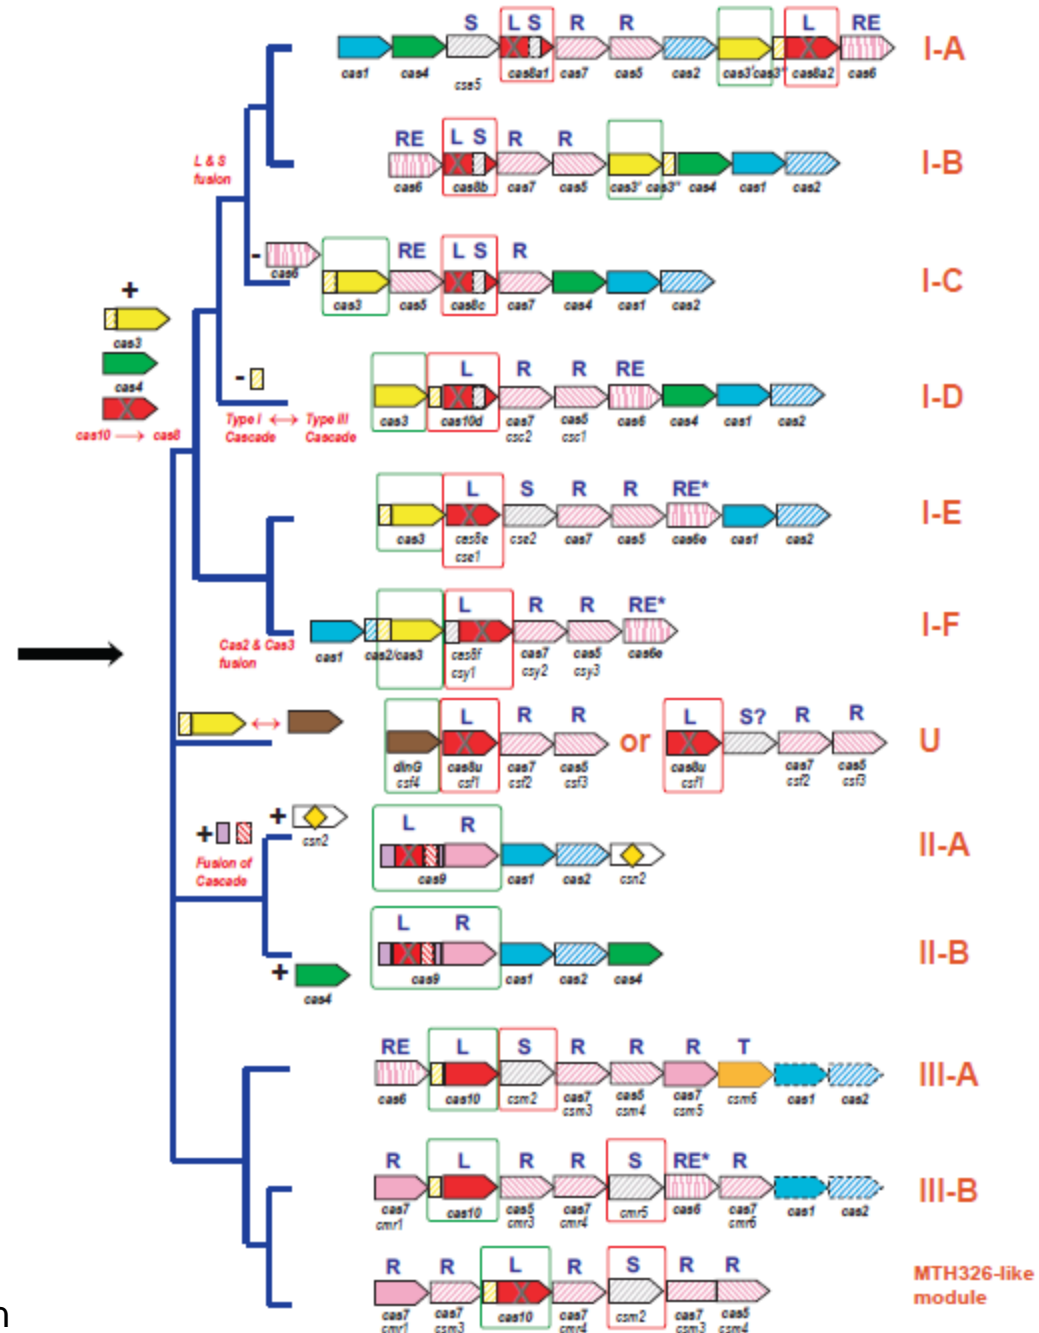 S L S R R L RE
I-A
cas1 cas4 cas8a1 cas7 cas5 cas2 cas3' cas3" cas8a2 cas6
csa5
RE L S R R
I-B
cas6 cas8b cas7 cas5 cas3' cas3" cas4 cas1 cas2
L & S
fusion
RE L S R
- cas6
I-C
cas3 cas5 cas8c cas7 cas4 cas1 cas2
+
cas3
cas4
cas10 → cas8
L R R RE
-
I-D
cas3 cas10d cas7 cas5 cas6 cas4 cas1 cas2
csc2 csc1
Type I ↔ Type III
Cascade Cascade
L S R R RE*
I-E
cas3 cas8e cse2 cas7 cas5 cas6e cas1 cas2
cse1
L R R RE*
I-F
cas1 cas2/cas3 cas8f cas7 cas5 cas6e
csy1 csy2 csy3
Cas2 & Cas3
fusion
L R R L S? R R
↔
or
U
dinG cas8u cas7 cas5 cas8u cas7 cas5
csf4 csf1 csf2 csf3 csf1 csf2 csf3
+ csn2
+
Fusion of
Cascade
L R
II-A
cas9 cas1 cas2 csn2
L R
II-B
cas9 cas1 cas2 cas4
+
cas4
RE L S R R R T
III-A
cas6 cas10 csm2 cas7 cas5 cas7 csm6 cas1 cas2
csm3 csm4 csm5
R L R R S RE* R
III-B
cas7 cas10 cas5 cas7 cmr5 cas6 cas7 cas1 cas2
cmr1 cmr3 cmr4 cmr6
R R L R S R R
MTH326-like
module
cas7 cas7 cas10 cas7 csm2 cas7 cas5
cmr1 csm3 cmr4 csm3 csm4
n